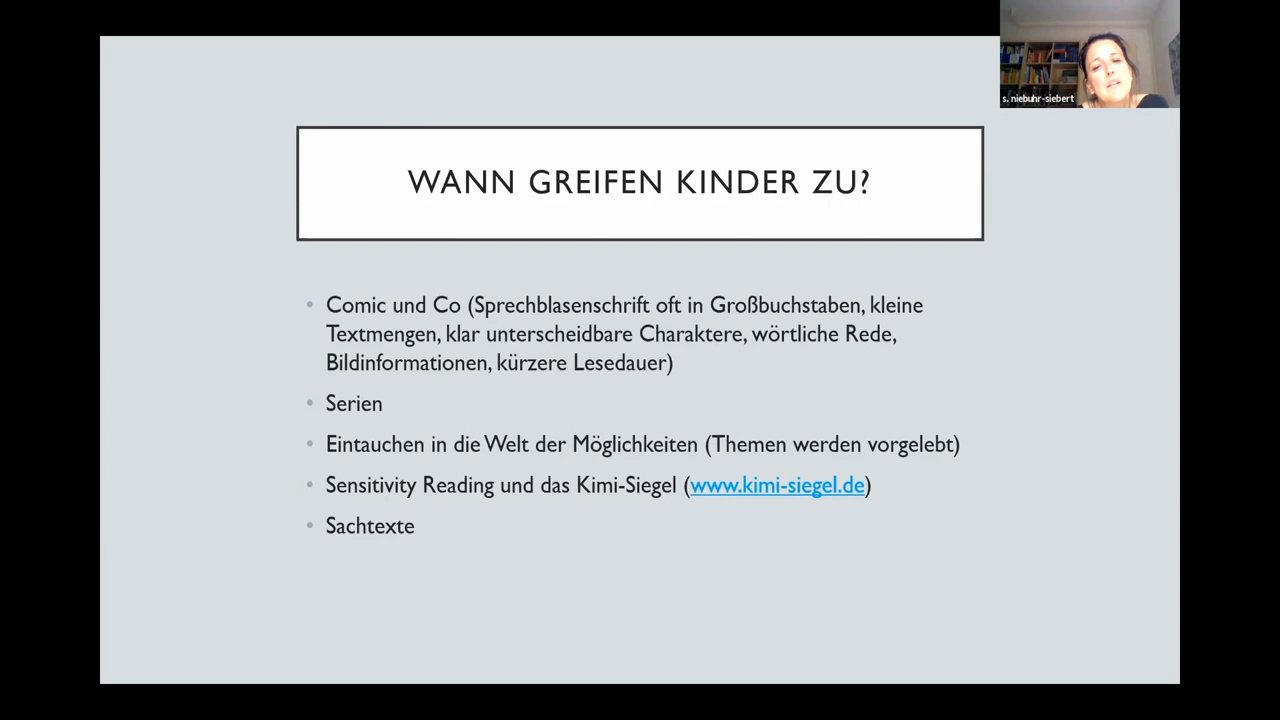 s. niebuhr-siebert
WANN GREIFEN KINDER ZU?
• Comic und Co (Sprechblasenschrift oft in Großbuchstaben, kleine
Textmengen, klar unterscheidbare Charaktere, wörtliche Rede,
Bildinformationen, kürzere Lesedauer)
• Serien
• Eintauchen in die Welt der Möglichkeiten (Themen werden vorgelebt)
• Sensitivity Reading und das Kimi-Siegel (www.kimi-siegel.de)
• Sachtexte